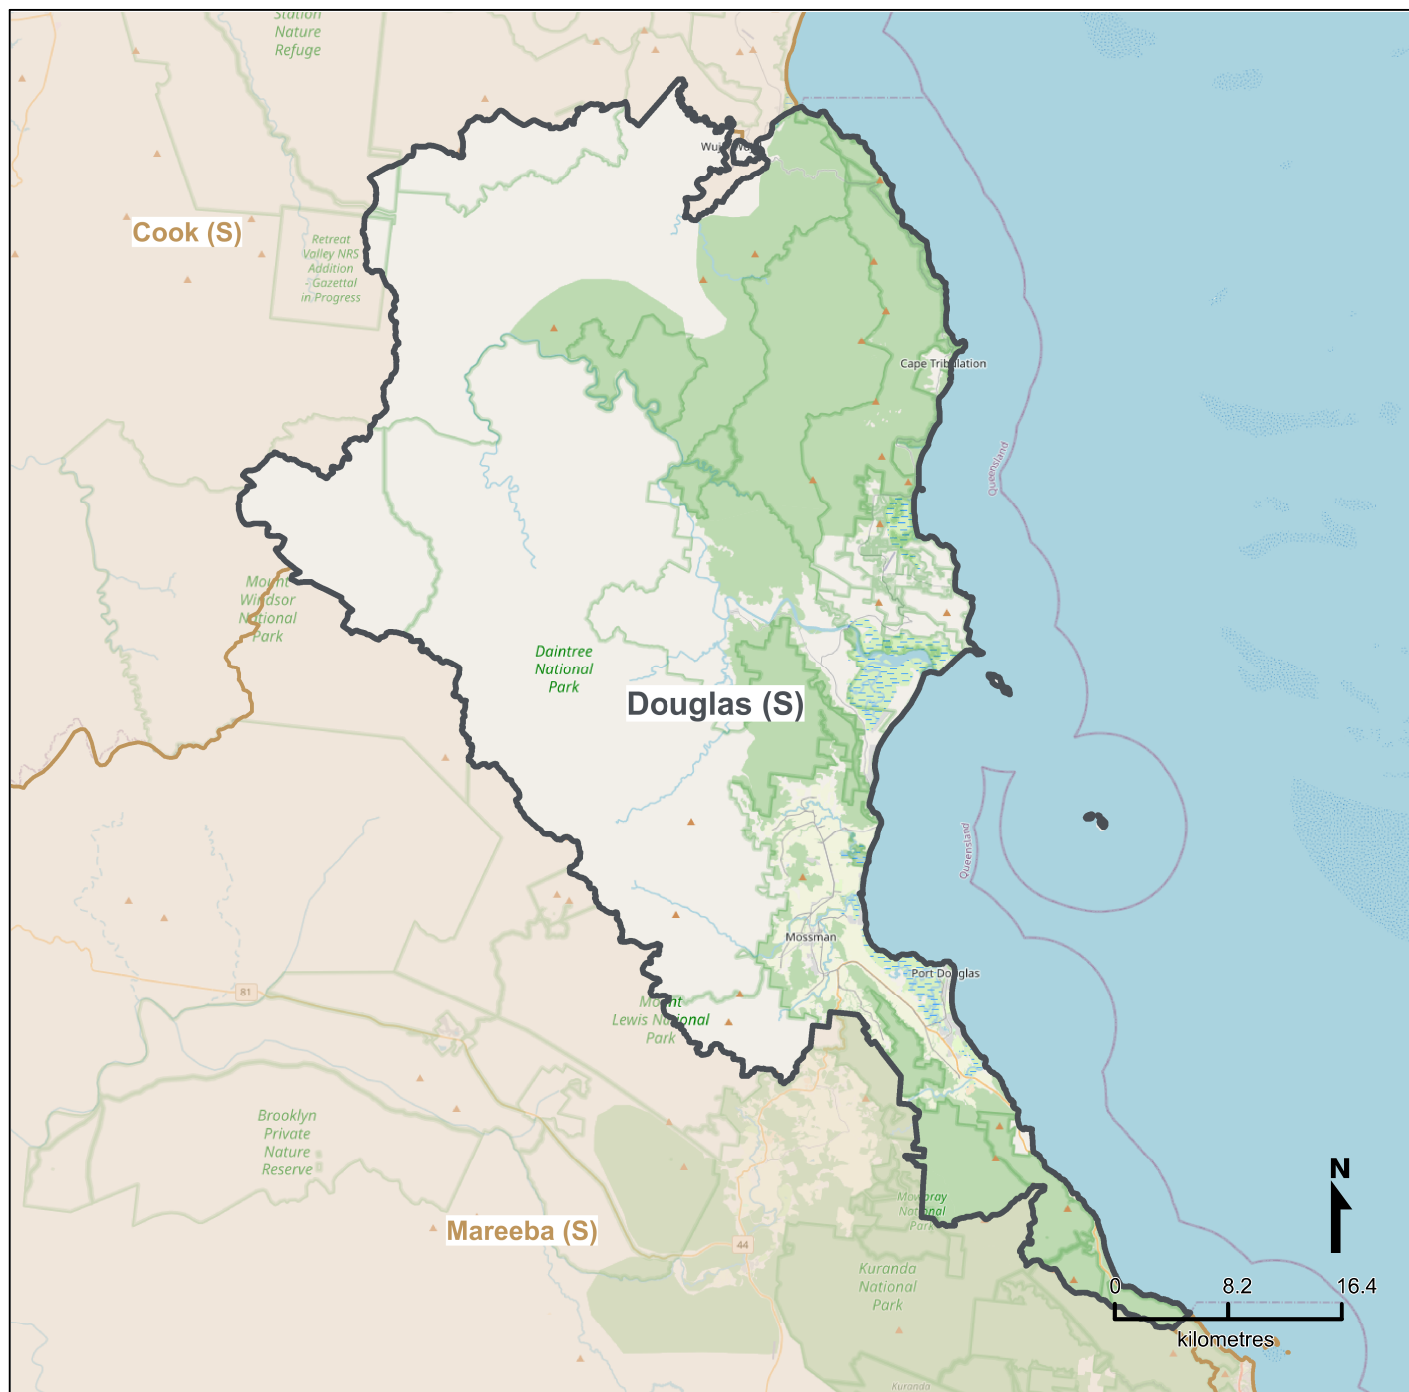 Station
Nature
Refuge
Cook (S)
Retreat
Valley NRS
Addition
- Gazettal
in Progress
Cape Tribulation
Queensland
Mount
Windsor
National
Park
Daintree
National
Park
Douglas (S)
Queensland
Mossman
Port Douglas
81
Mount
Lewis National
Park
Brooklyn
Private
Nature
Reserve
Mowbray
National
Park
Mareeba (S)
44
Kuranda
National
Park
N
0 8.2 16.4
kilometres
Kuranda